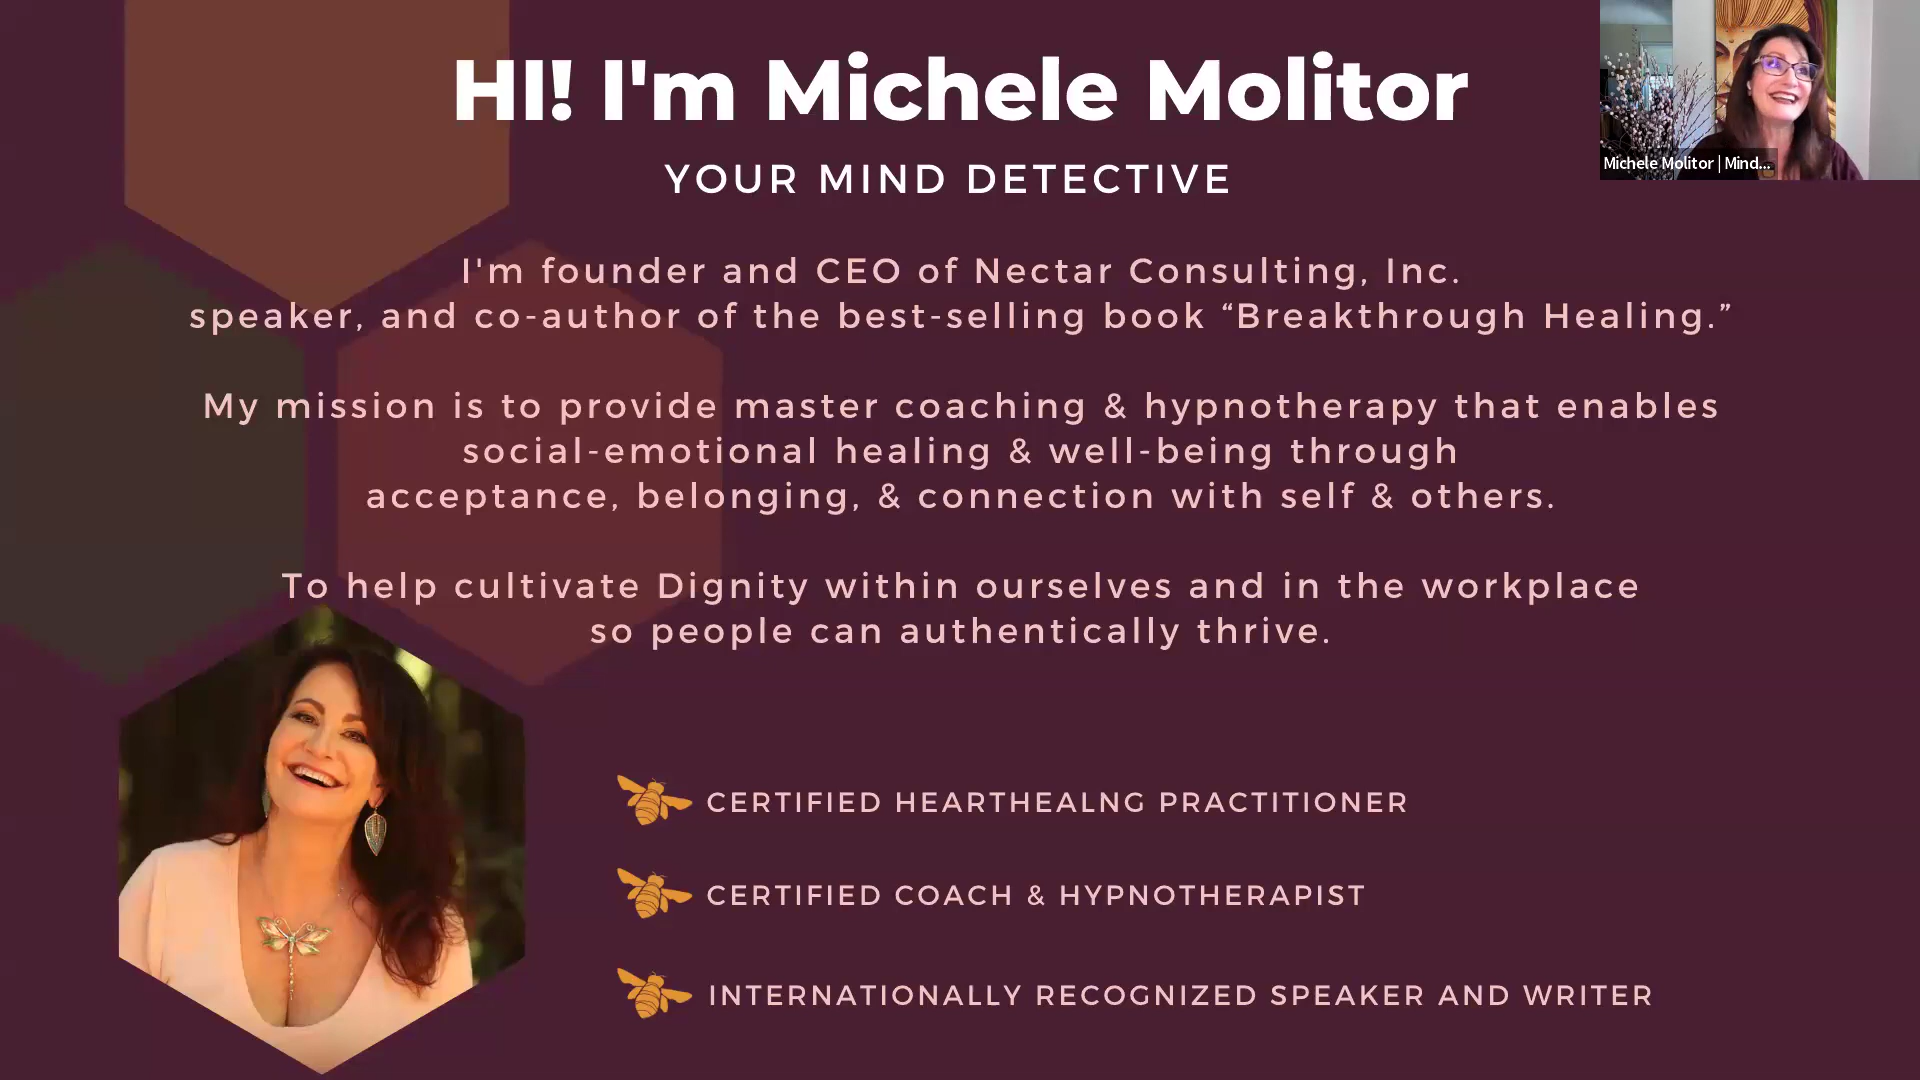 HI! I'm Michele Molitor
YOUR MIND DETECTIVE
Michele Molitor | Mind...
I'm founder and CEO of Nectar Consulting, Inc.
speaker, and co-author of the best-selling book “Breakthrough Healing.”
My mission is to provide master coaching & hypnotherapy that enables
social-emotional healing & well-being through
acceptance, belonging, & connection with self & others.
To help cultivate Dignity within ourselves and in the workplace
so people can authentically thrive.
CERTIFIED HEARTHEALNG PRACTITIONER
CERTIFIED COACH & HYPNOTHERAPIST
INTERNATIONALLY RECOGNIZED SPEAKER AND WRITER